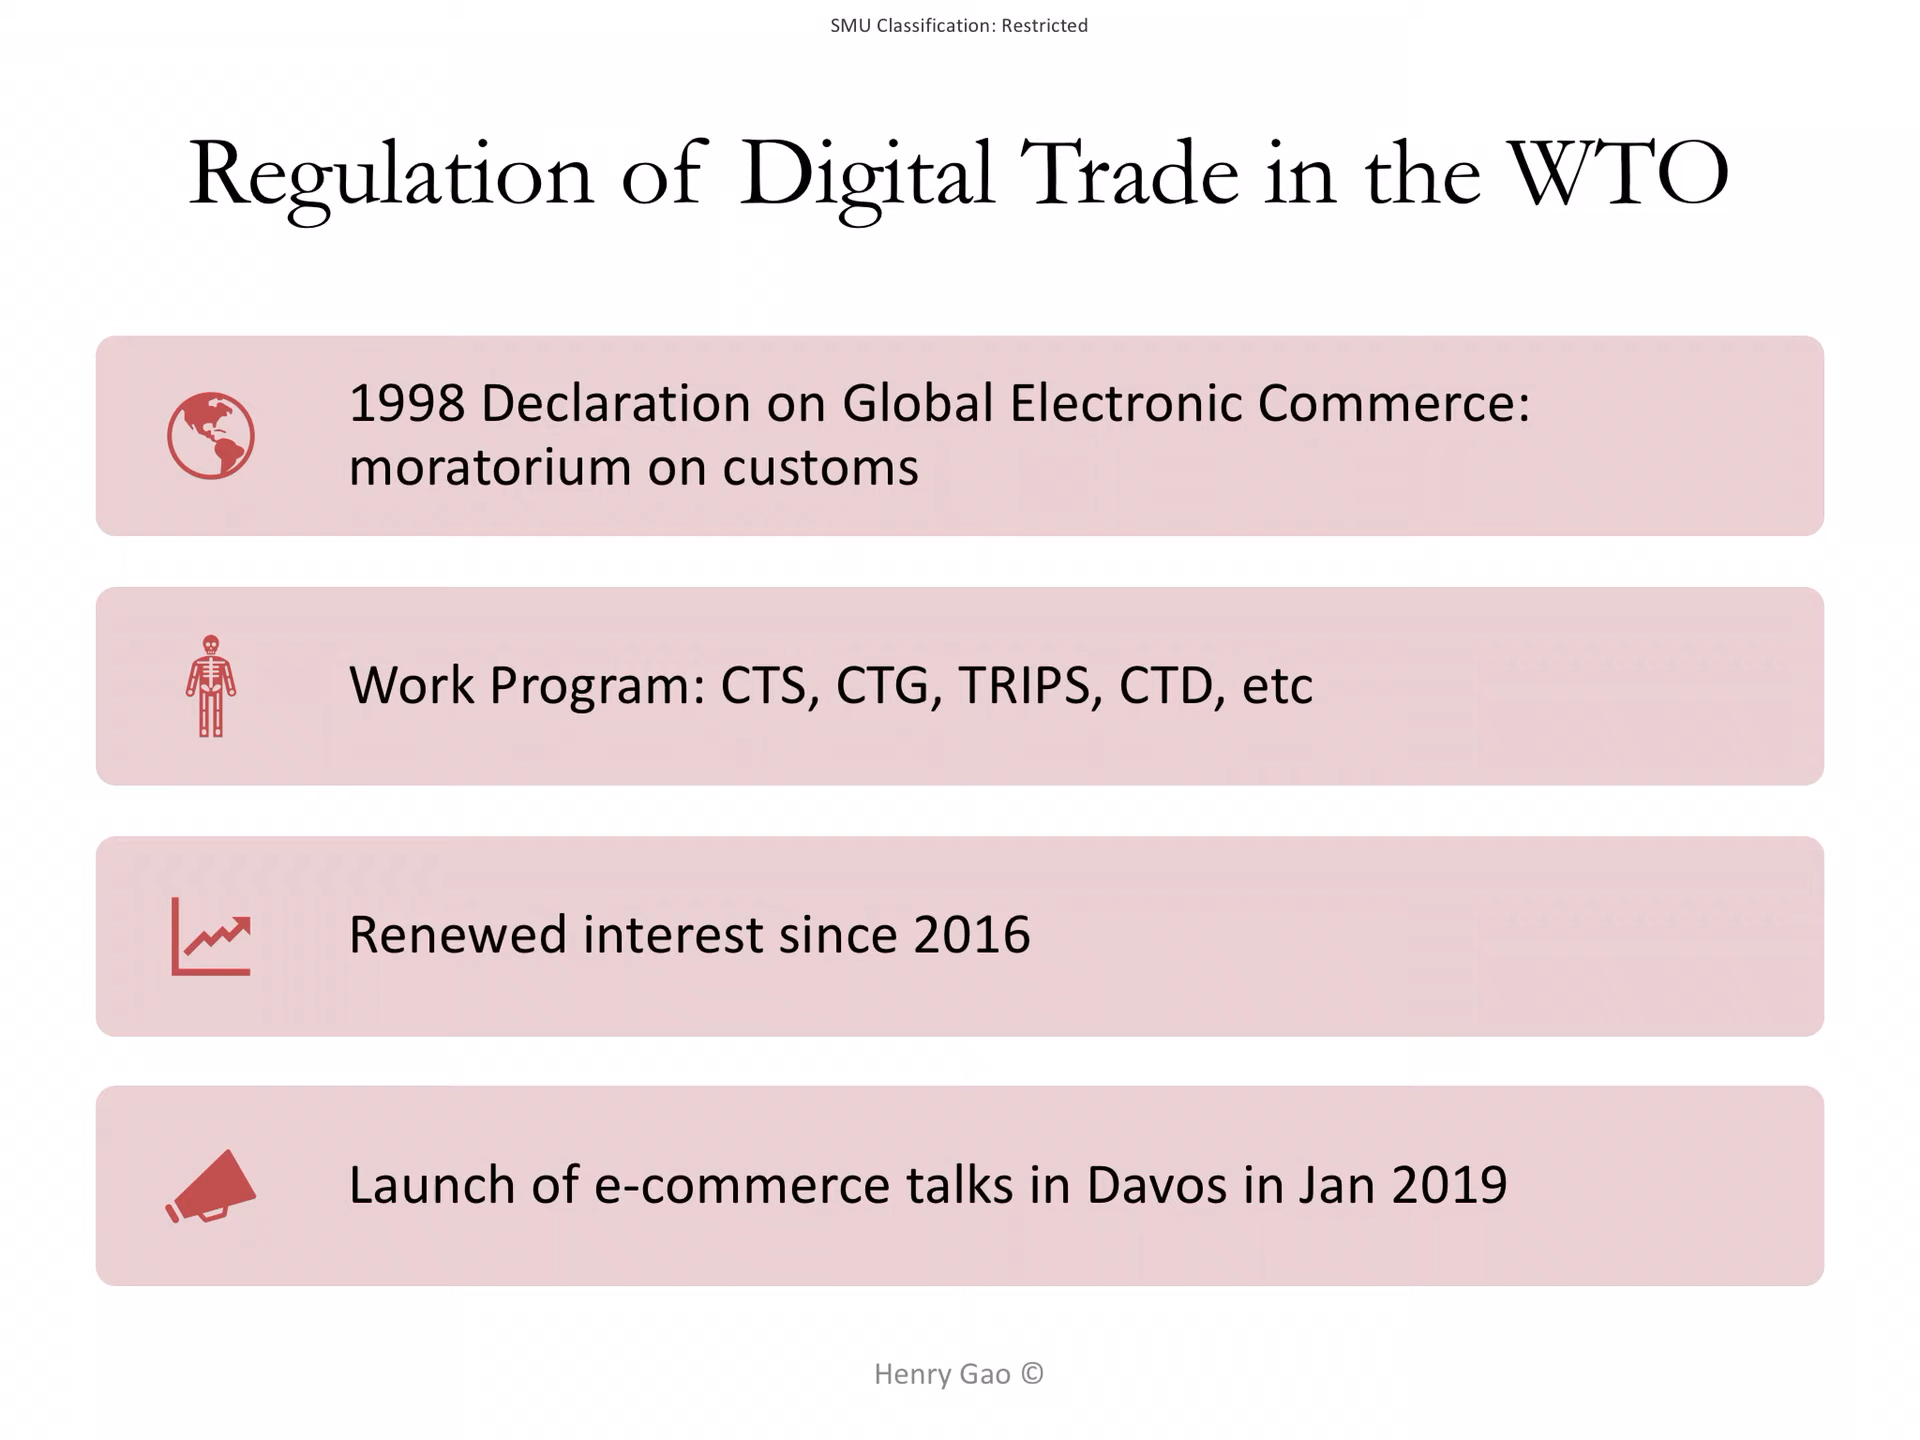 SMU Classification: Restricted
Regulation of Digital Trade in the WTO
1998 Declaration on Global Electronic Commerce:
moratorium on customs
Work Program: CTS, CTG, TRIPS, CTD, etc
Renewed interest since 2016
Launch of e-commerce talks in Davos in Jan 2019
Henry Gao ©